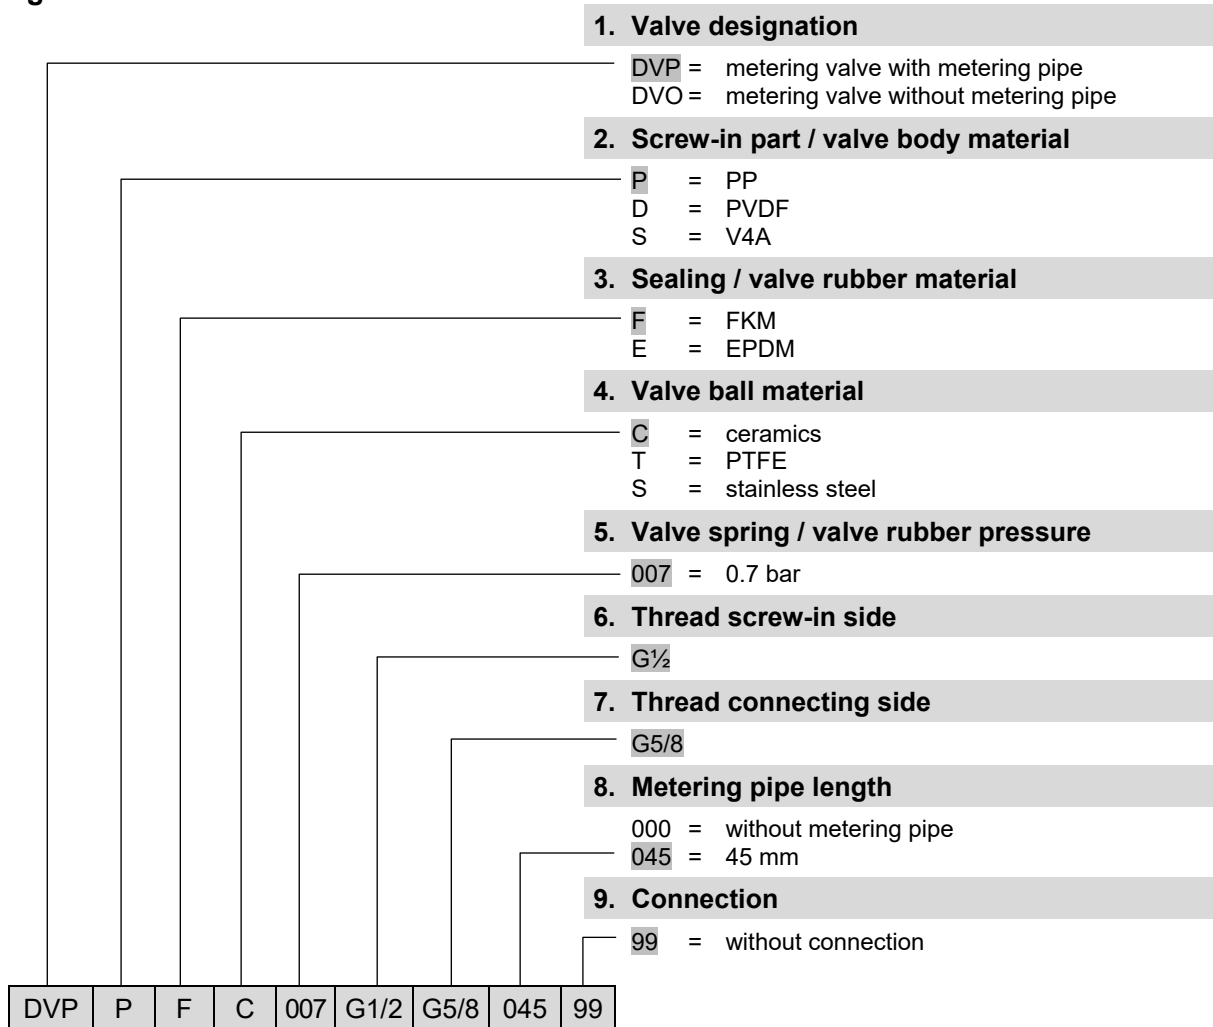 1. Valve designation
DVP = metering valve with metering pipe
DVO = metering valve without metering pipe
2. Screw-in part / valve body material
P = PP
D = PVDF
S = V4A
3. Sealing / valve rubber material
F = FKM
E = EPDM
4. Valve ball material
C = ceramics
T = PTFE
S = stainless steel
5. Valve spring / valve rubber pressure
007 = 0.7 bar
6. Thread screw-in side
G½
7. Thread connecting side
G5/8
8. Metering pipe length
000 = without metering pipe
045 = 45 mm
9. Connection
99 = without connection
DVP P F C 007 G1/2 G5/8 045 99